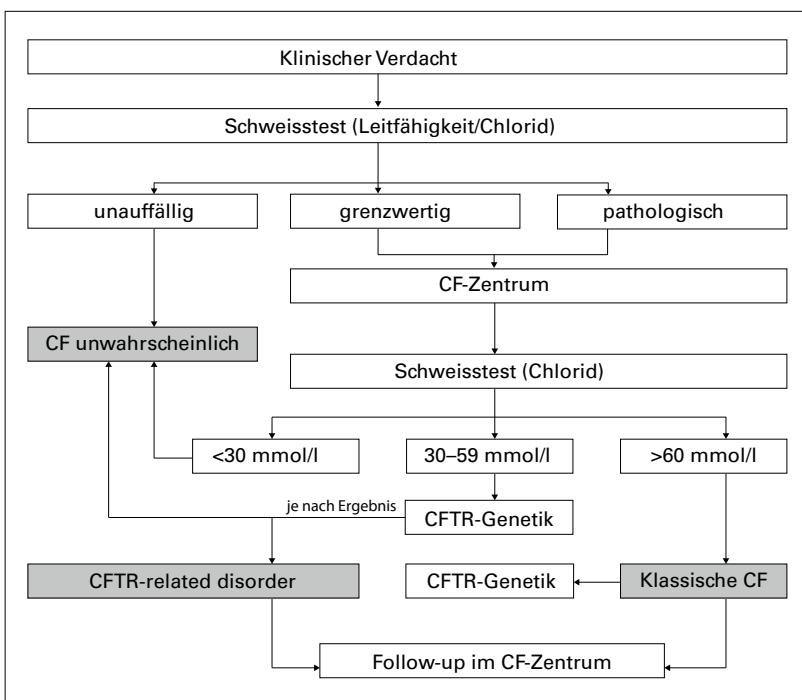 Klinischer Verdacht
Schweisstest (Leitfähigkeit/Chlorid)
unauffällig
grenzwertig
pathologisch
CF-Zentrum
CF unwahrscheinlich
Schweisstest (Chlorid)
<30 mmol/l
30–59 mmol/l
>60 mmol/l
je nach Ergebnis
CFTR-Genetik
CFTR-related disorder
CFTR-Genetik
Klassische CF
Follow-up im CF-Zentrum